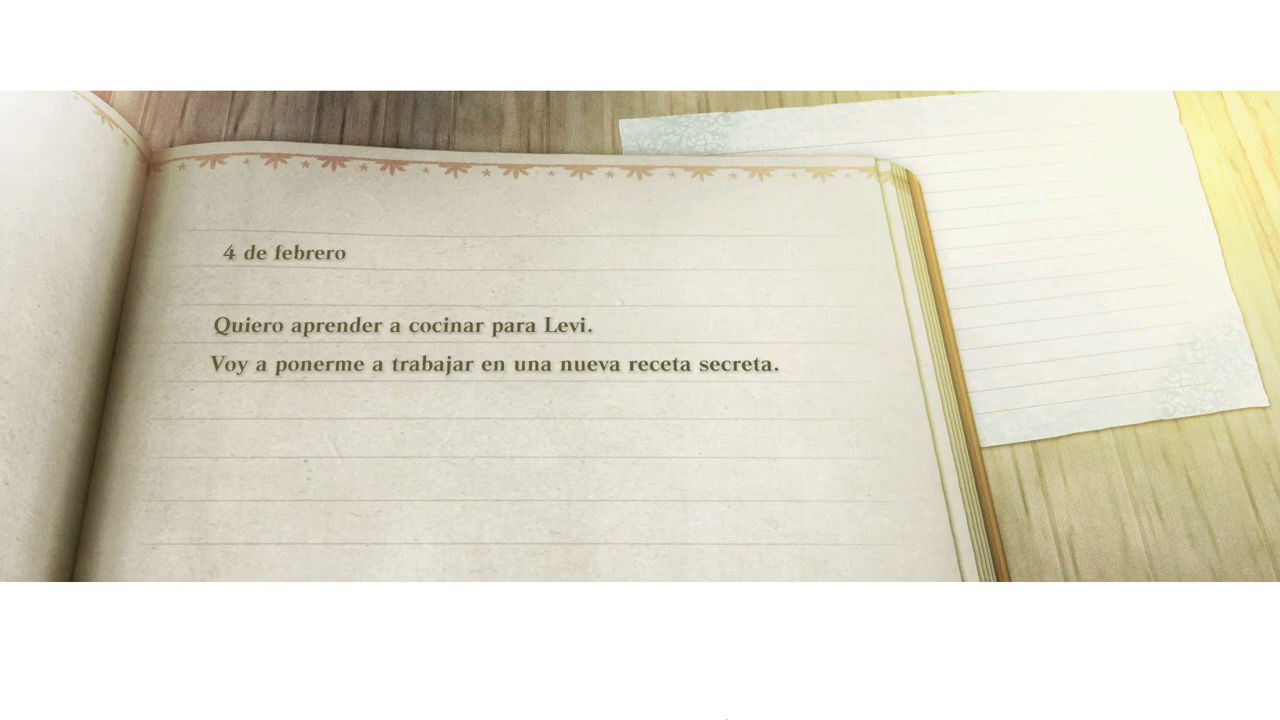 4 de febrero
Quiero aprender a cocinar para Levi.
Voy a ponerme a trabajar en una nueva receta secreta.